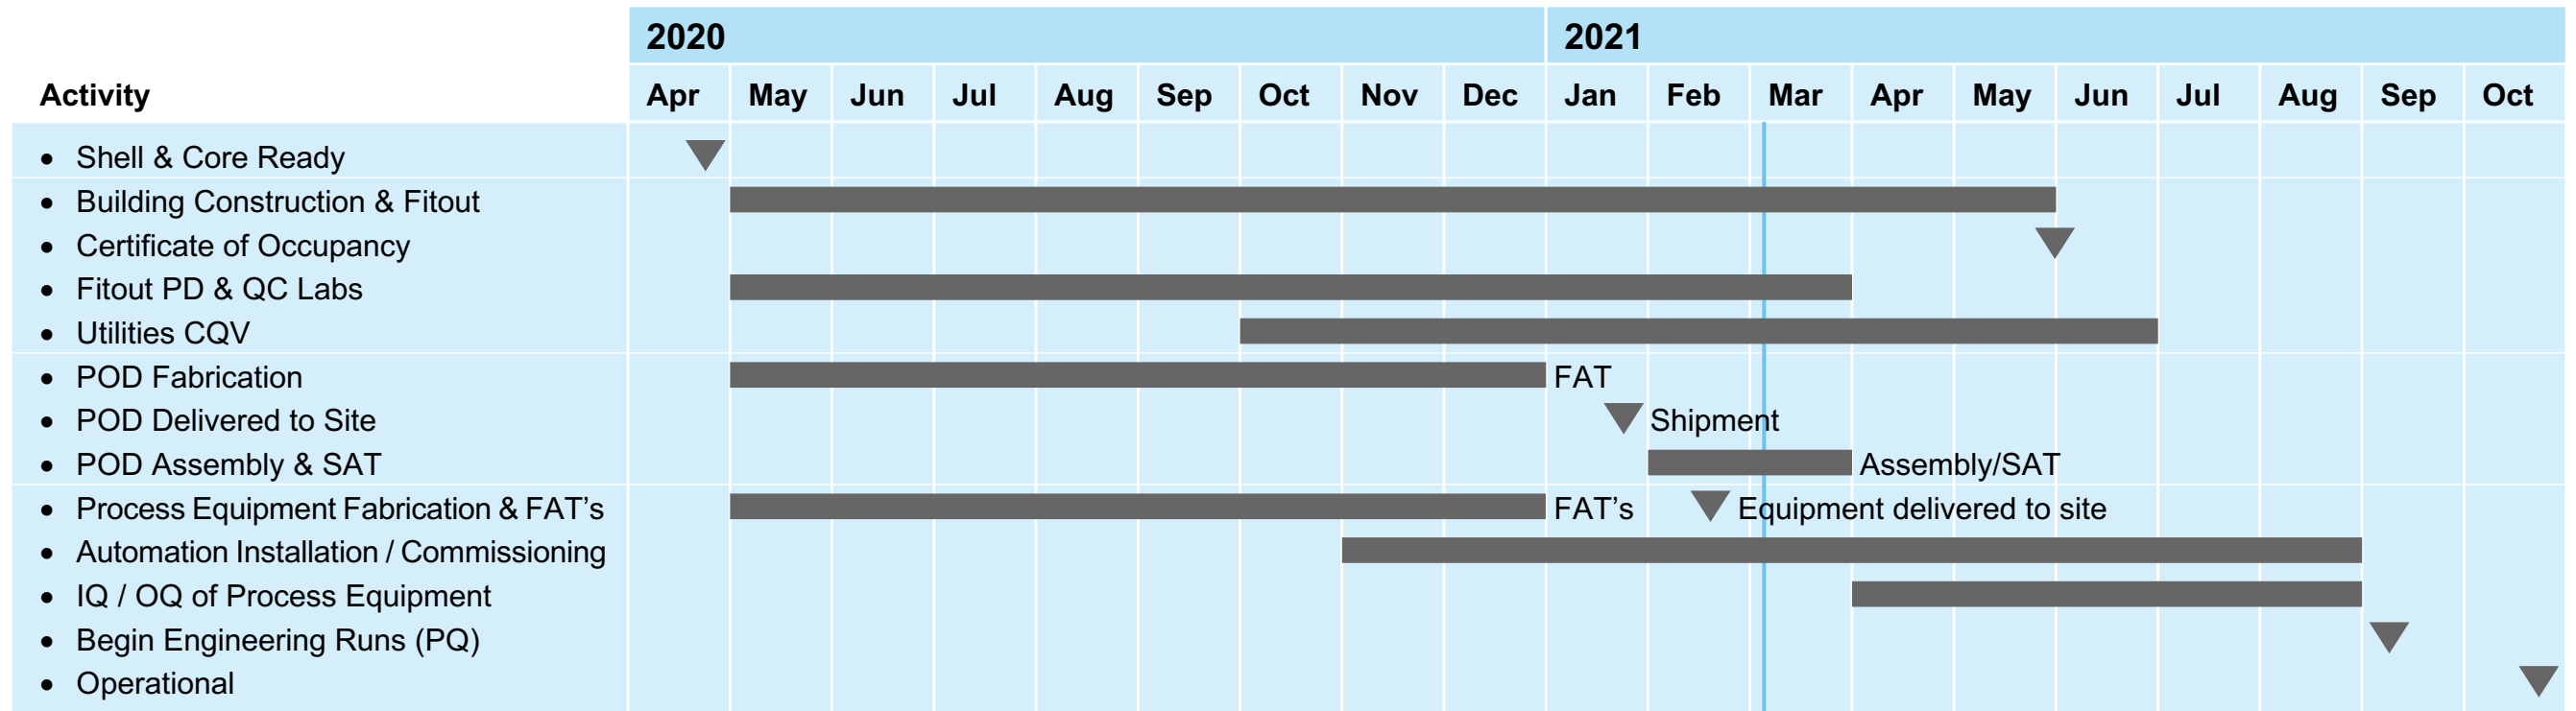 2020 2021
Activity Apr May Jun Jul Aug Sep Oct Nov Dec Jan Feb Mar Apr May Jun Jul Aug Sep Oct
• Shell & Core Ready
• Building Construction & Fitout
• Certificate of Occupancy
• Fitout PD & QC Labs
• Utilities CQV
• POD Fabrication FAT
• POD Delivered to Site Shipment
• POD Assembly & SAT Assembly/SAT
• Process Equipment Fabrication & FAT’s FAT’s Equipment delivered to site
• Automation Installation / Commissioning
• IQ / OQ of Process Equipment
• Begin Engineering Runs (PQ)
• Operational